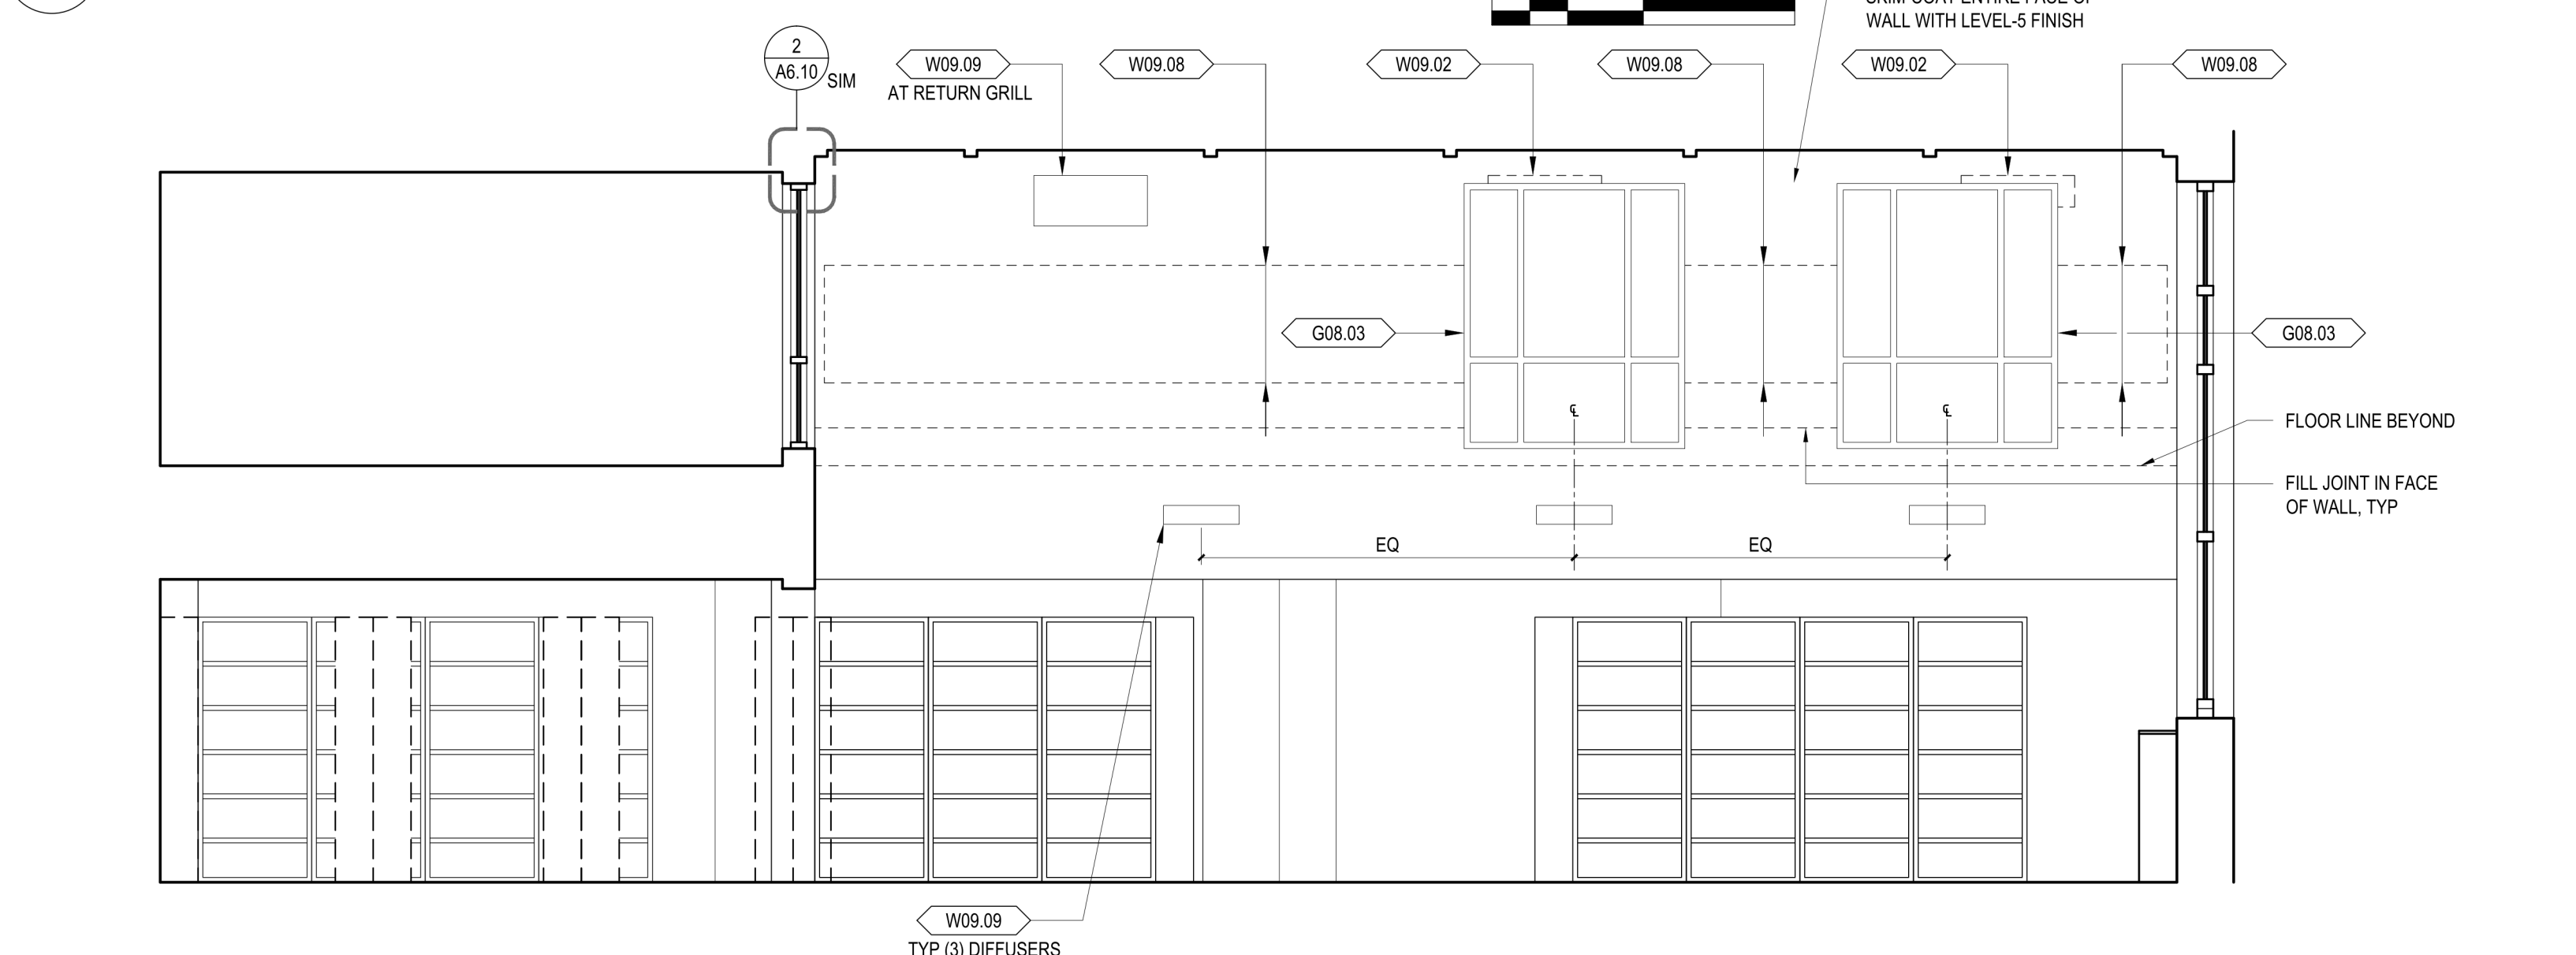 WALL WITH LEVEL-5 FINISH
2
A6.10
SIM
W09.09
AT RETURN GRILL
W09.08
W09.02
W09.08
W09.02
W09.08
G08.03
G08.03
℄
℄
FLOOR LINE BEYOND
FILL JOINT IN FACE
OF WALL, TYP
EQ
EQ
W09.09
TYP (3) DIFFUSERS